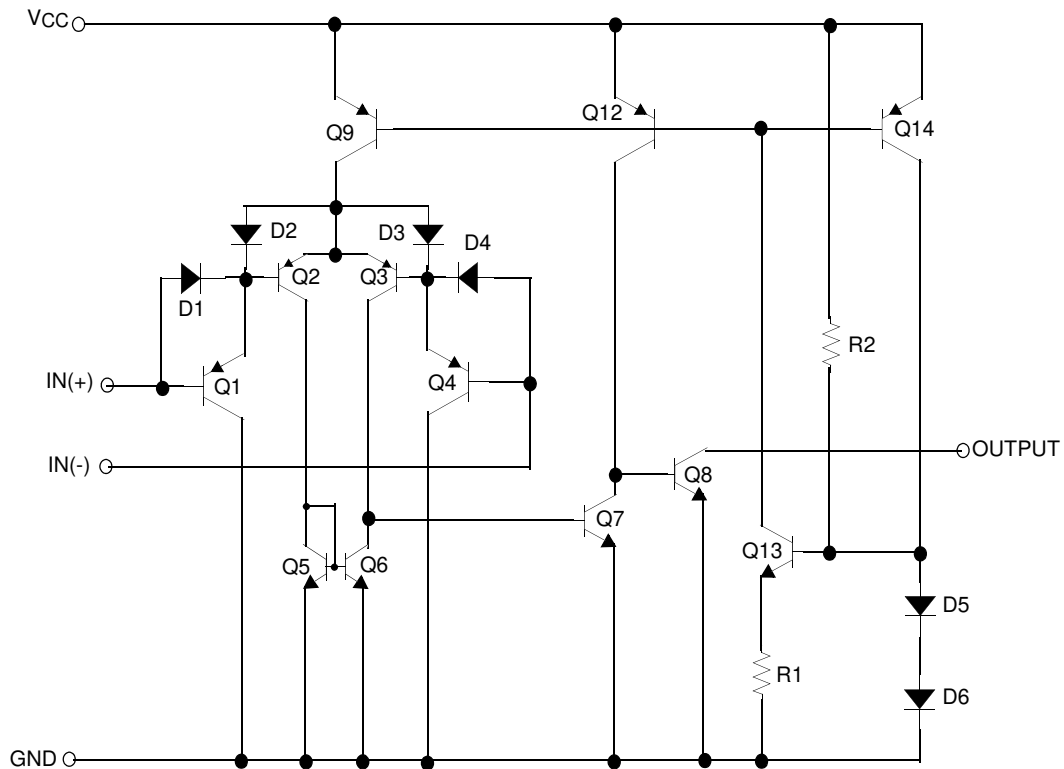 VCC
Q9
Q12
Q14
D2
D3
D4
Q2
Q3
D1
R2
IN(+)
Q1
Q4
IN(-)
OUTPUT
Q8
Q7
Q13
Q5
Q6
D5
R1
D6
GND